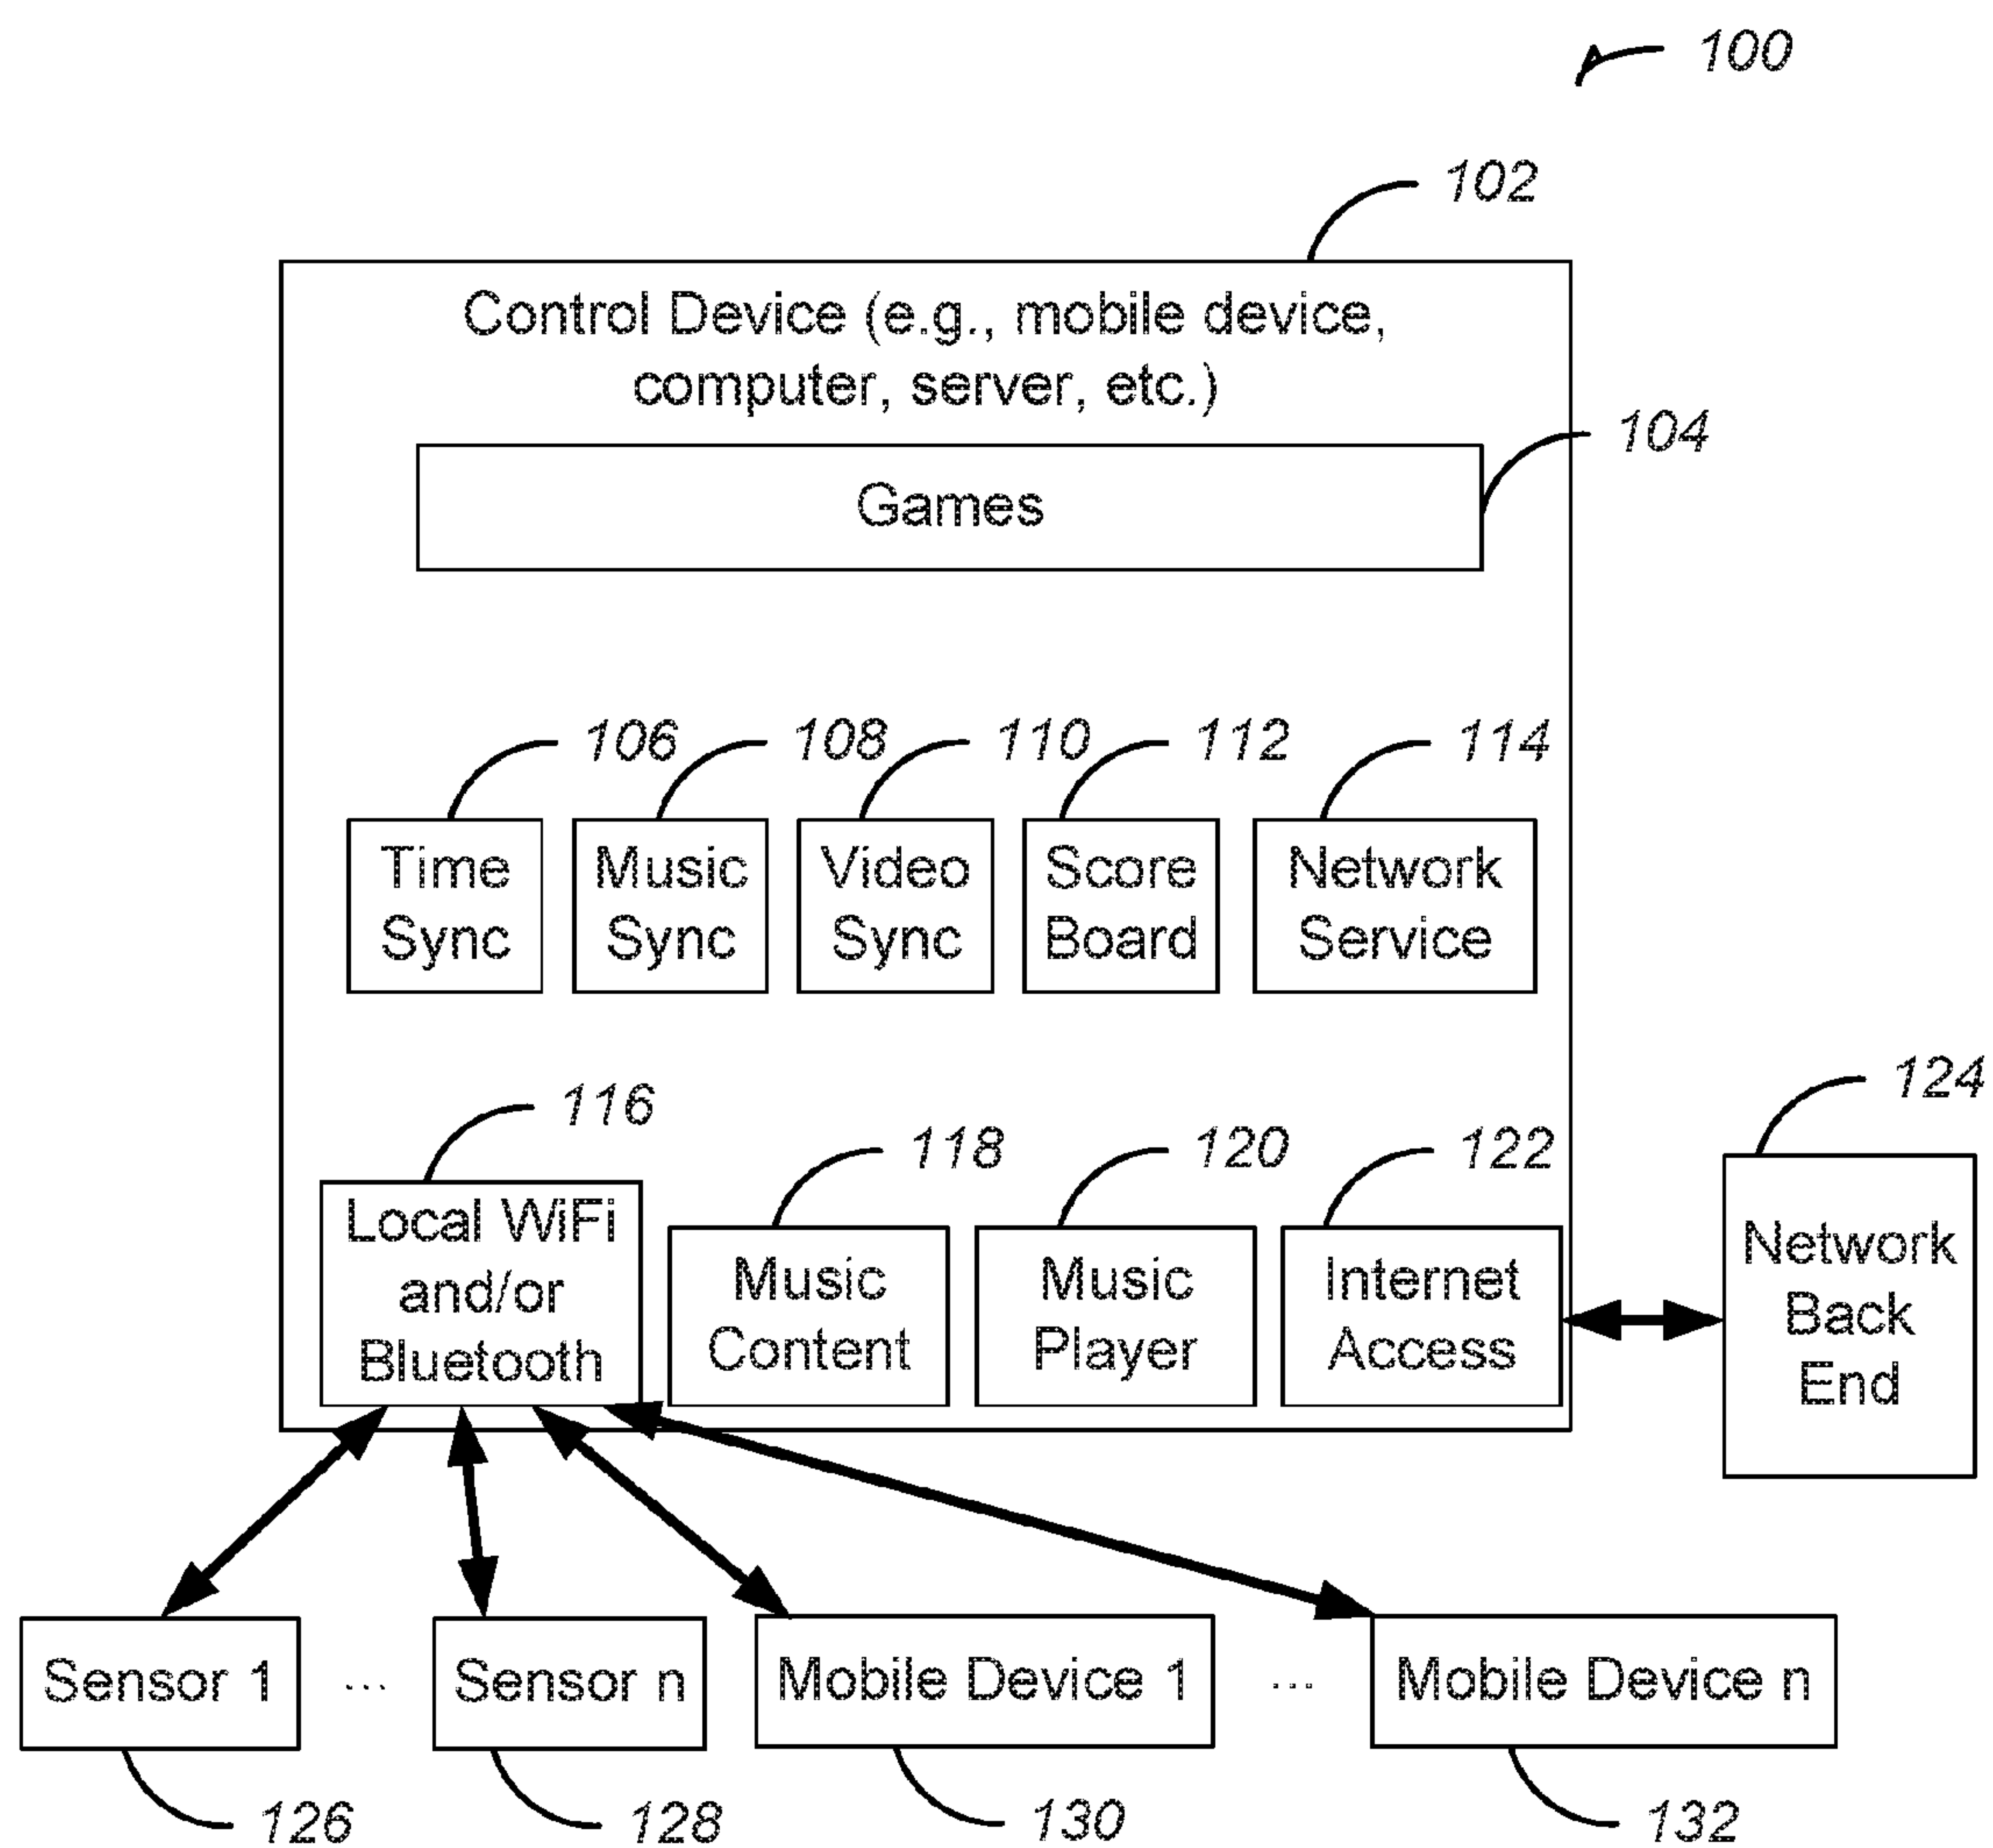 100
102
Control Device (e.g., mobile device,
computer, server, etc.)
104
Games
106
108
110
112
114
Time
Sync
Music
Sync
Video
Sync
Score
Board
Network
Service
116
118
120
122
124
Local WiFi
and/or
Bluetooth
Music
Content
Music
Player
Internet
Access
Network
Back
End
Sensor 1
...
Sensor n
Mobile Device 1
...
Mobile Device n
126
128
130
132